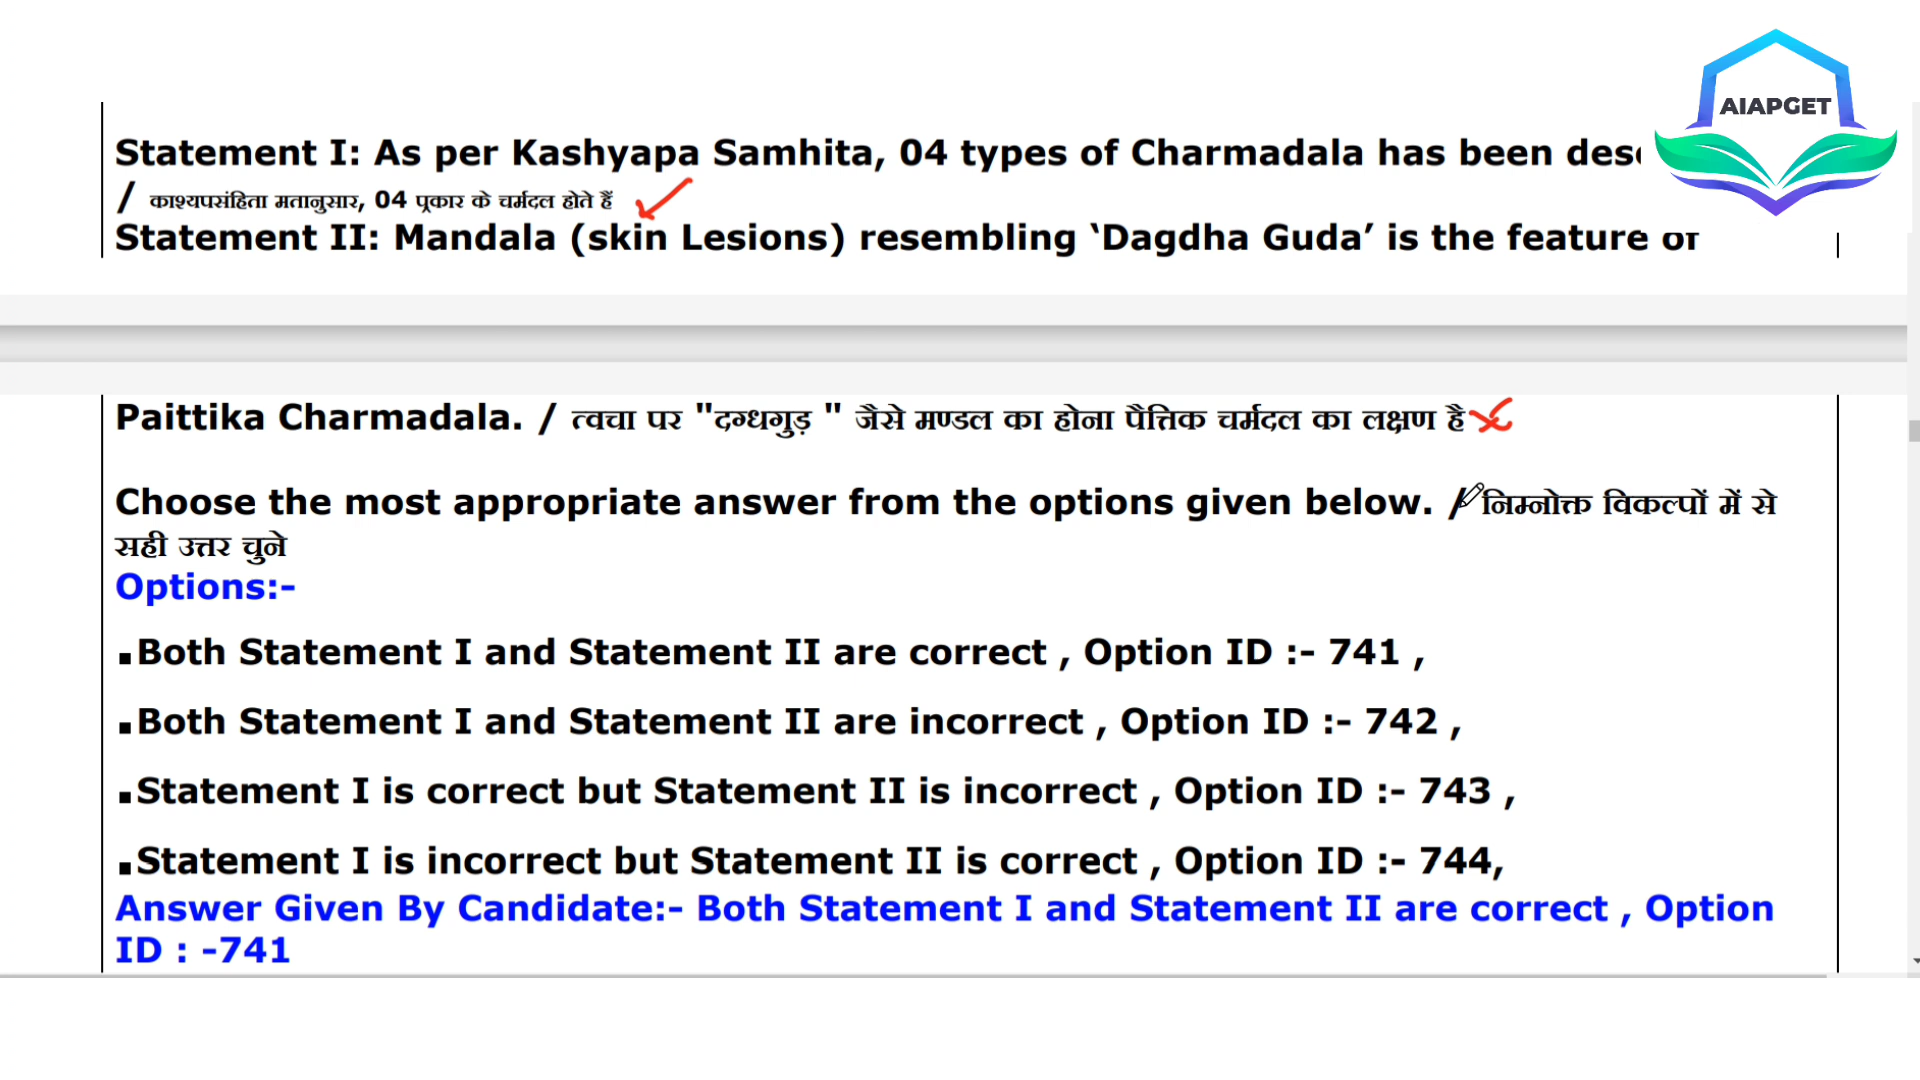 AIAPGET
Statement I: As per Kashyapa Samhita, 04 types of Charmadala has been
/ काश्यपसंहिता मतानुसार, 04 प्रकार के चर्मदल होते हैं
Statement II: Mandala (skin Lesions) resembling ‘Dagdha Guda’ is the feature of
Paittika Charmadala. / त्वचा पर "दग्धगुड़ " जैसे मण्डल का होना पैत्तिक चर्मदल का लक्षण है
Choose the most appropriate answer from the options given below. / निम्नोक्त विकल्पों में से
सही उत्तर चुने
Options:-
▪Both Statement I and Statement II are correct , Option ID :- 741 ,
▪Both Statement I and Statement II are incorrect , Option ID :- 742 ,
▪Statement I is correct but Statement II is incorrect , Option ID :- 743 ,
▪Statement I is incorrect but Statement II is correct , Option ID :- 744,
Answer Given By Candidate:- Both Statement I and Statement II are correct , Option
ID : -741